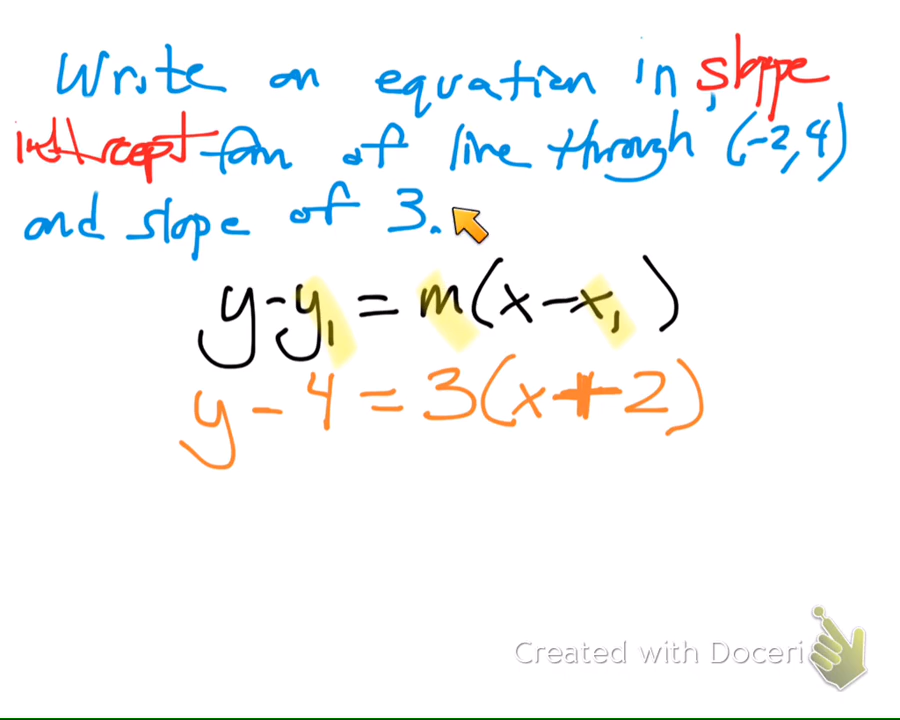 Write an equation in slope
intercept form of line through (-2,4)
and slope of 3.
y-y₁ = m(x-x₁)
y-4=3(x+2)
Created with Doceri